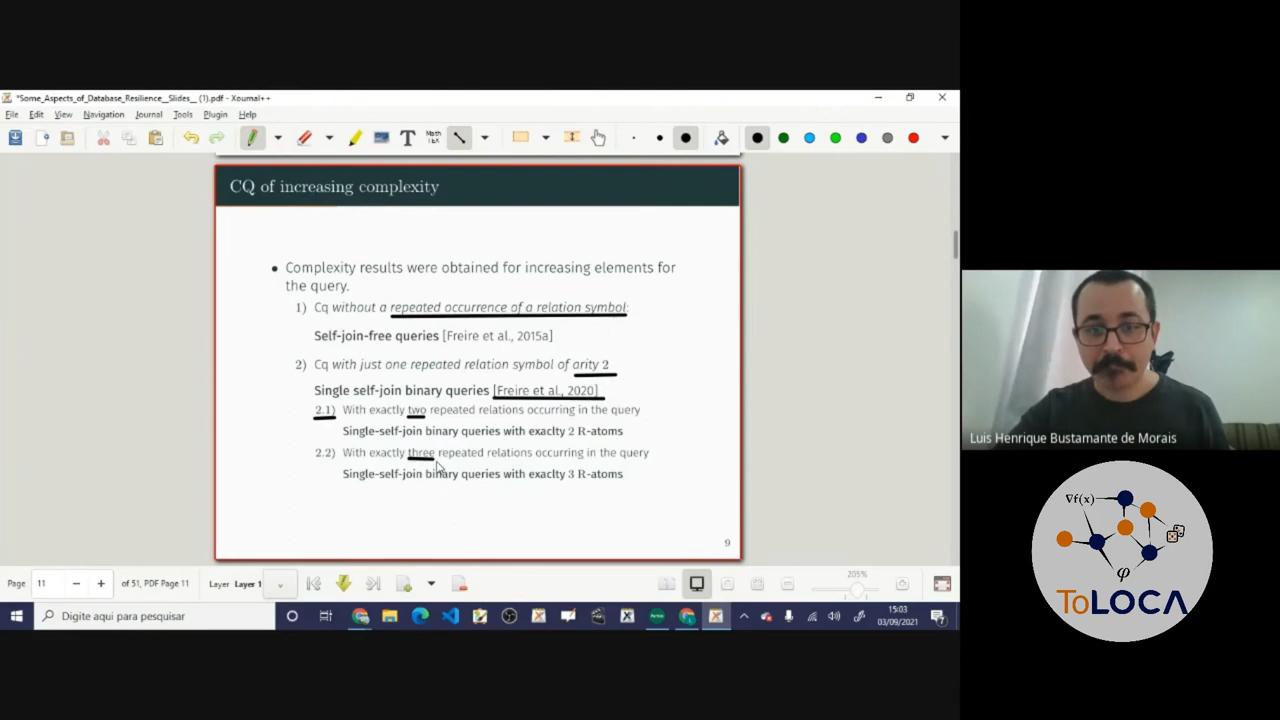 *Some_Aspects_of_Database_Resilience__Slides__ (1).pdf - Xournal++
File Edit View Navigation Journal Tools Plugin Help
Math TEX
CQ of increasing complexity
• Complexity results were obtained for increasing elements for
the query.
1) Cq without a repeated occurrence of a relation symbol:
Self-join-free queries [Freire et al., 2015a]
2) Cq with just one repeated relation symbol of arity 2
Single self-join binary queries [Freire et al., 2020]
2.1) With exactly two repeated relations occurring in the query
Single-self-join binary queries with exaclty 2 R-atoms
2.2) With exactly three repeated relations occurring in the query
Single-self-join binary queries with exaclty 3 R-atoms
9
Page 11 − + of 51, PDF Page 11 Layer Layer 1 205%
Digite aqui para pesquisar
15:03
03/09/2021
Luis Henrique Bustamante de Morais
∇f(x)
φ
ToLOCA